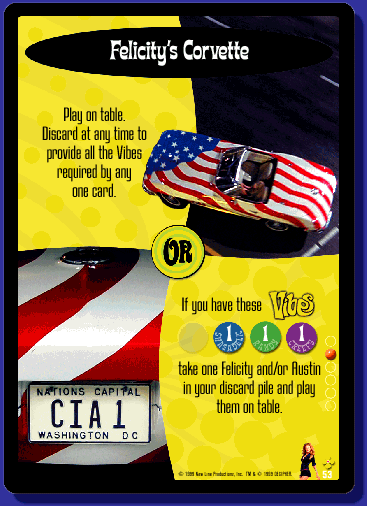 Felicity's Corvette
Play on table.
Discard at any time to
provide all the Vibes
required by any
one card.
OR
If you have these Vibes
1 1 1
take one Felicity and/or Austin
in your discard pile and play
them on table.
NATIONS CAPITAL
CIA 1
WASHINGTON DC
© 1999 New Line Productions, Inc. TM & © 1999 DECIPHER.
53